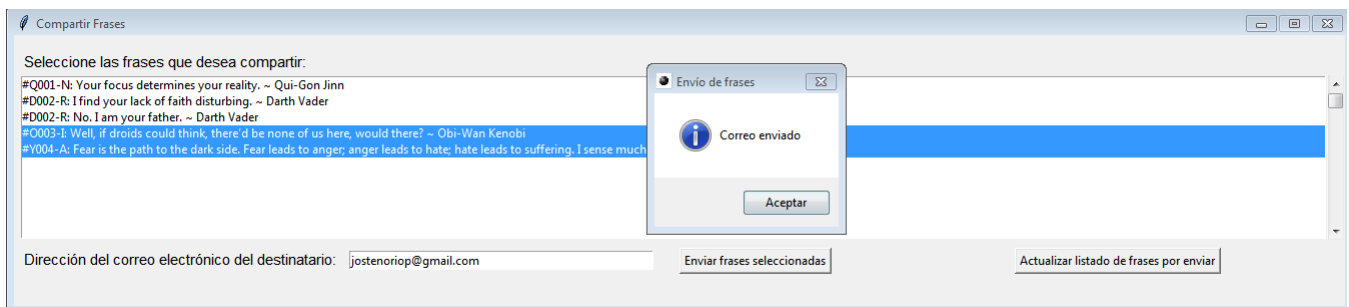 Compartir Frases
Seleccione las frases que desea compartir:
#Q001-N: Your focus determines your reality. ~ Qui-Gon Jinn
#D002-R: I find your lack of faith disturbing. ~ Darth Vader
#D002-R: No. I am your father. ~ Darth Vader
#O003-I: Well, if droids could think, there'd be none of us here, would there? ~ Obi-Wan Kenobi
#Y004-A: Fear is the path to the dark side. Fear leads to anger; anger leads to hate; hate leads to suffering. I sense much
Envío de frases
Correo enviado
Aceptar
Dirección del correo electrónico del destinatario: jostenoriop@gmail.com Enviar frases seleccionadas Actualizar listado de frases por enviar